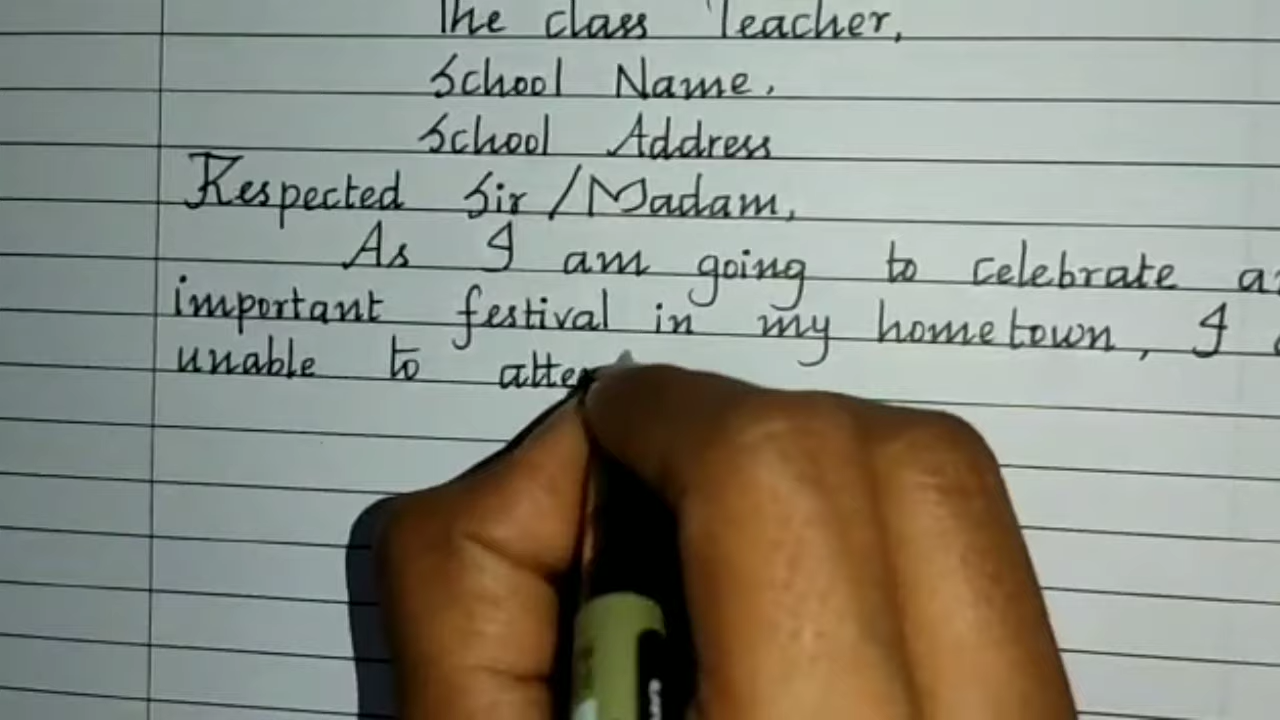 The class Teacher,
School Name,
School Address
Respected Sir/Madam,
As I am going to celebrate
important festival in my hometown, I
unable to